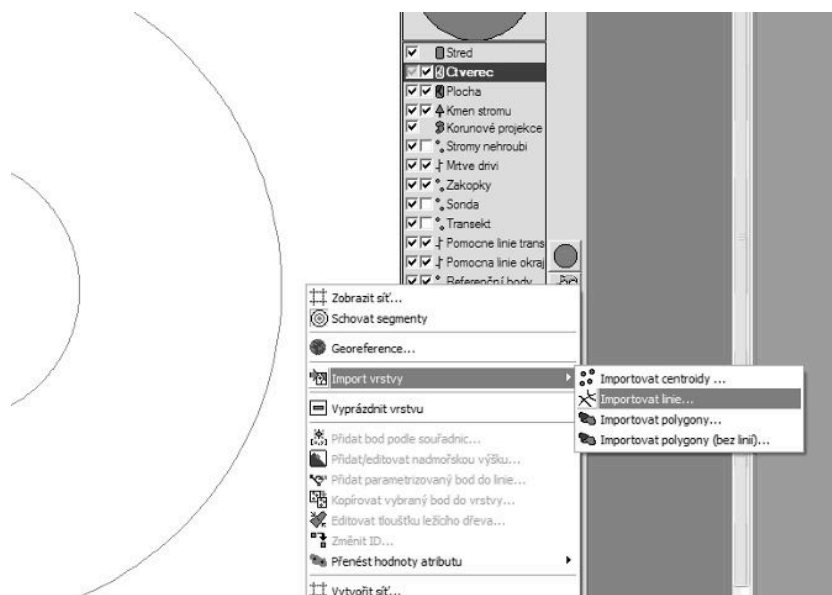 Stred
Ctverec
Plocha
Kmen stromu
Korunové projekce
Stromy nehroubi
Mrtve drivi
Zakopky
Sonda
Transekt
Pomocne linie trans
Pomocna linie okraj
Referenční body
Zobrazit síť...
Schovat segmenty
Georeference...
Import vrstvy
Importovat centroidy ...
Importovat linie...
Importovat polygony...
Importovat polygony (bez linií)...
Vyprázdnit vrstvu
Přidat bod podle souřadnic...
Přidat/editovat nadmořskou výšku...
Přidat parametrizovaný bod do linie...
Kopírovat vybraný bod do vrstvy...
Editovat tloušťku ležícího dřeva...
Změnit ID...
Přenést hodnoty atributu
Vytvořit síť...